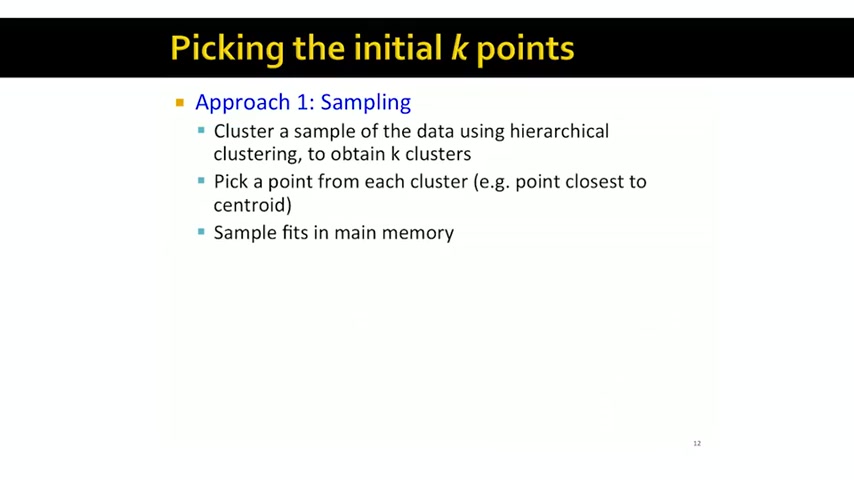 Picking the initial k points
Approach 1: Sampling
Cluster a sample of the data using hierarchical
clustering, to obtain k clusters
Pick a point from each cluster (e.g. point closest to
centroid)
Sample fits in main memory
12